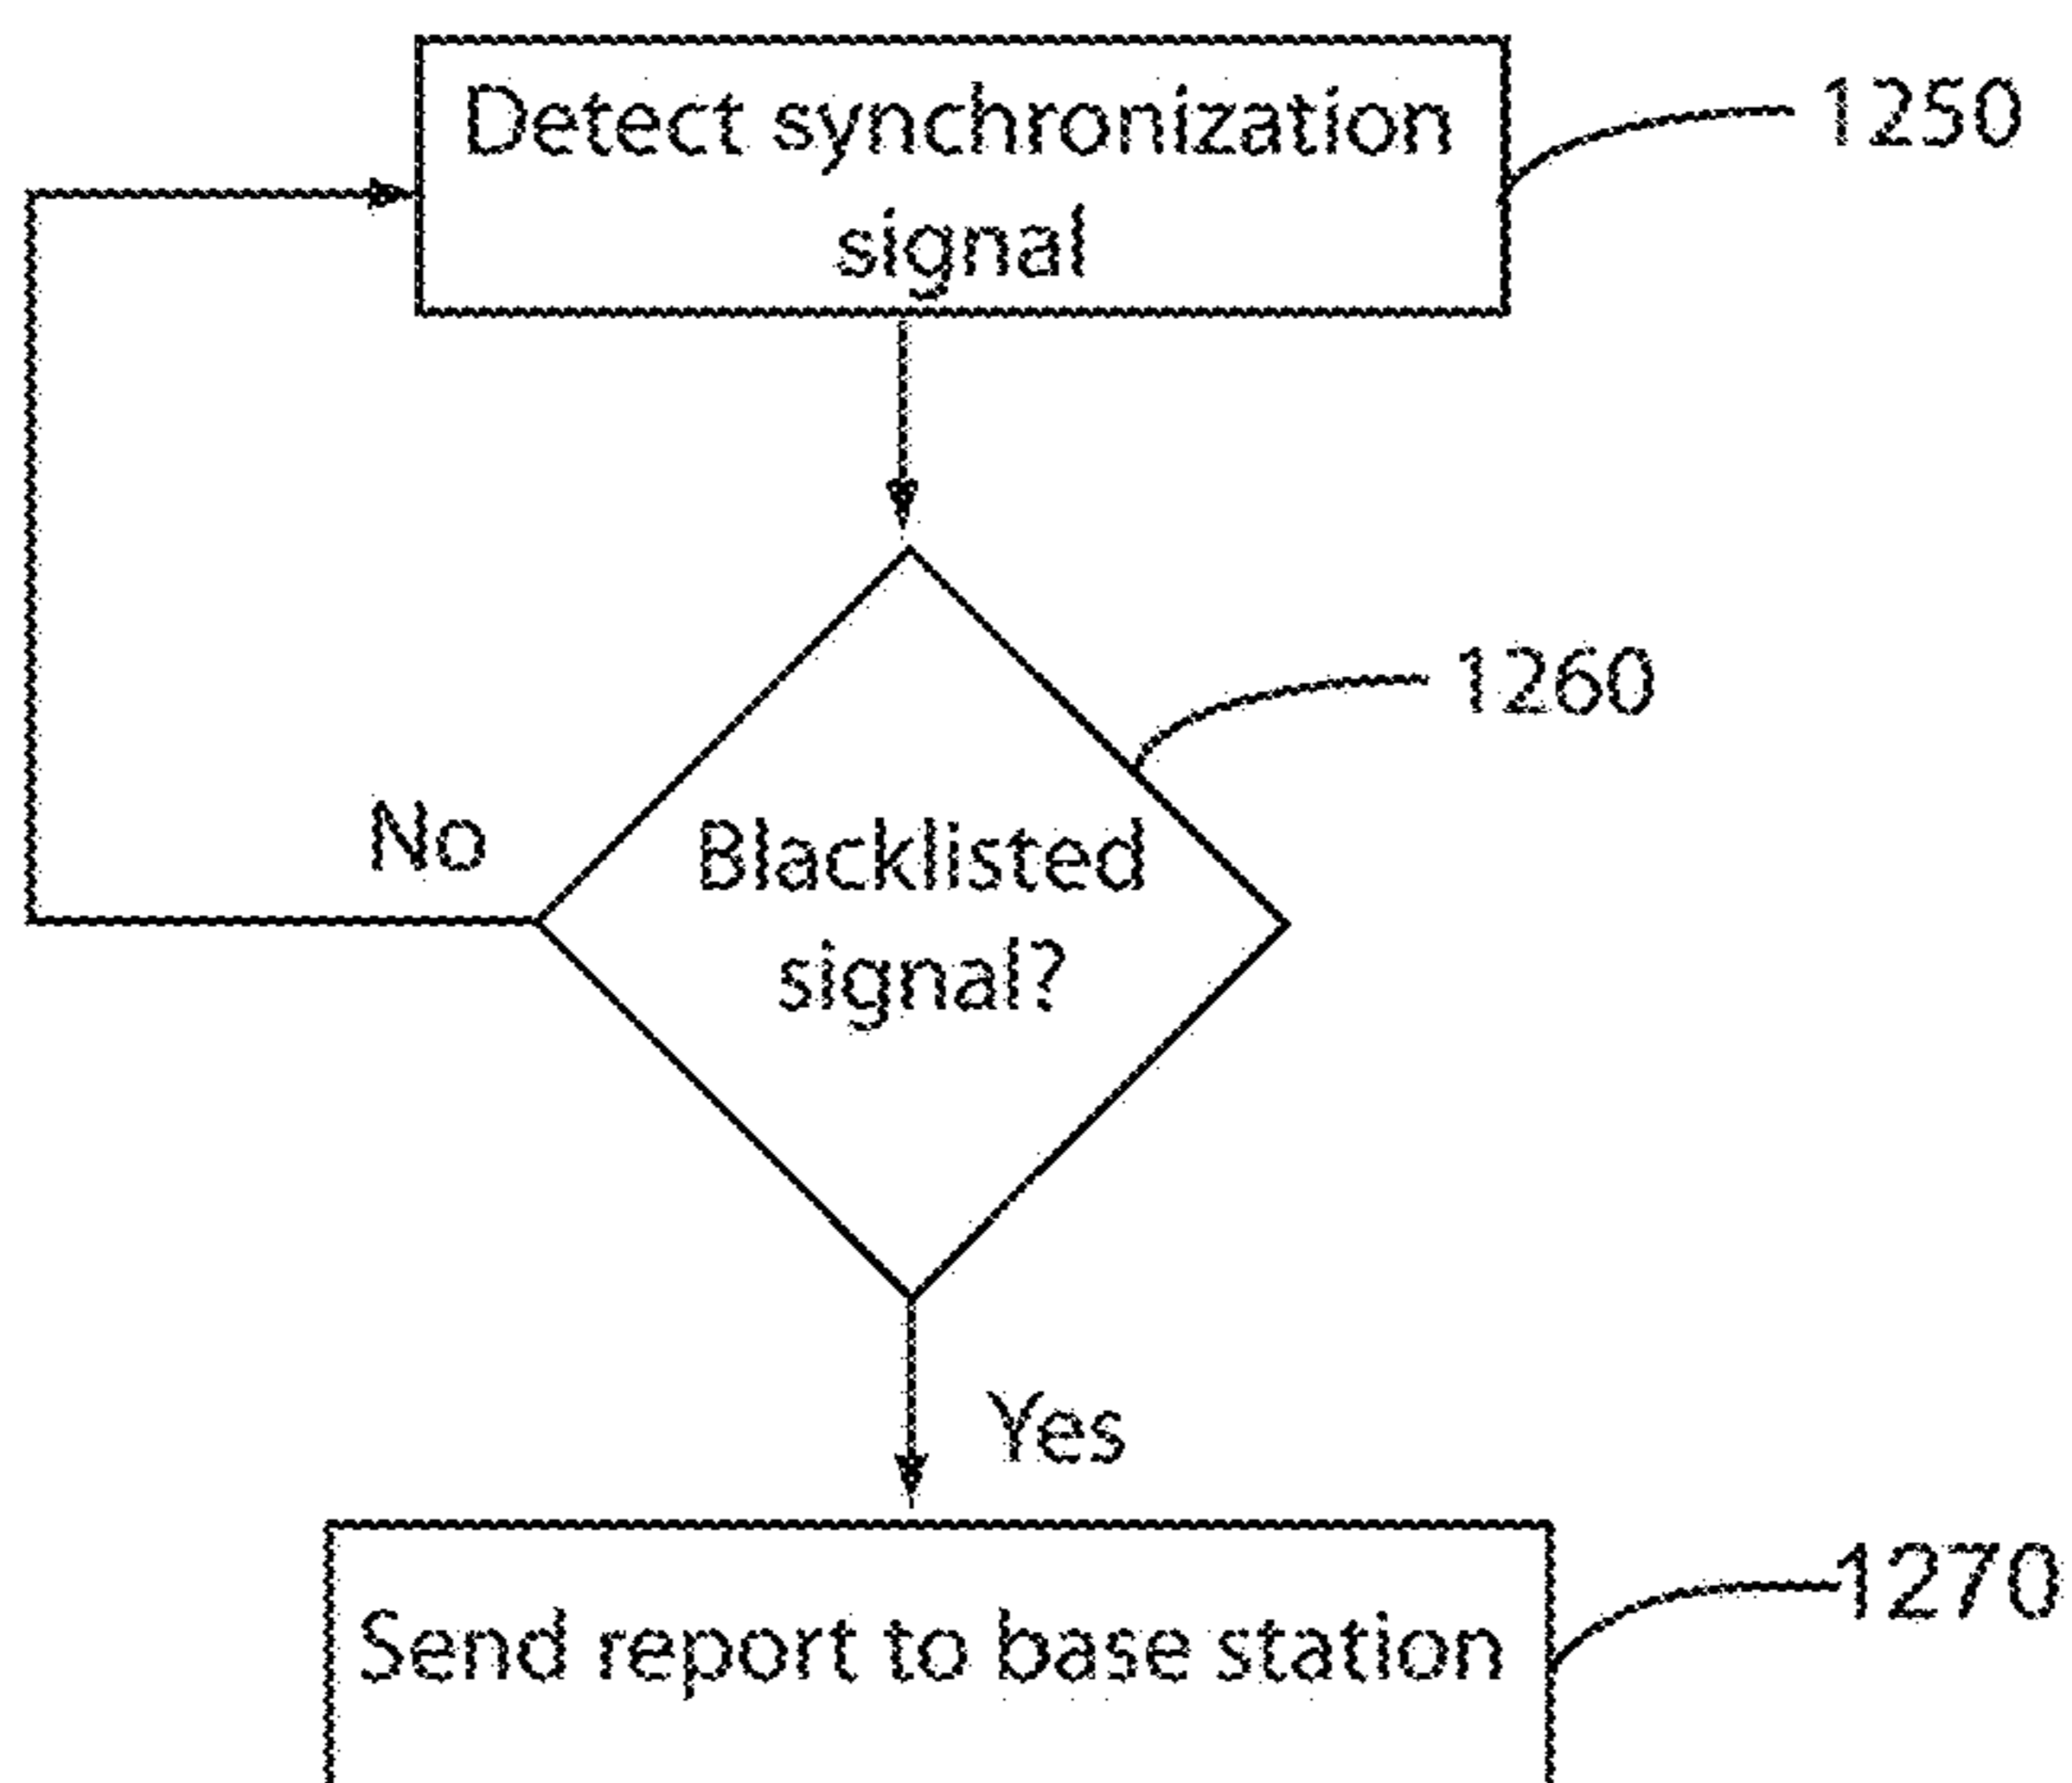 Detect synchronization
signal
1250
1260
No
Blacklisted
signal?
Yes
1270
Send report to base station